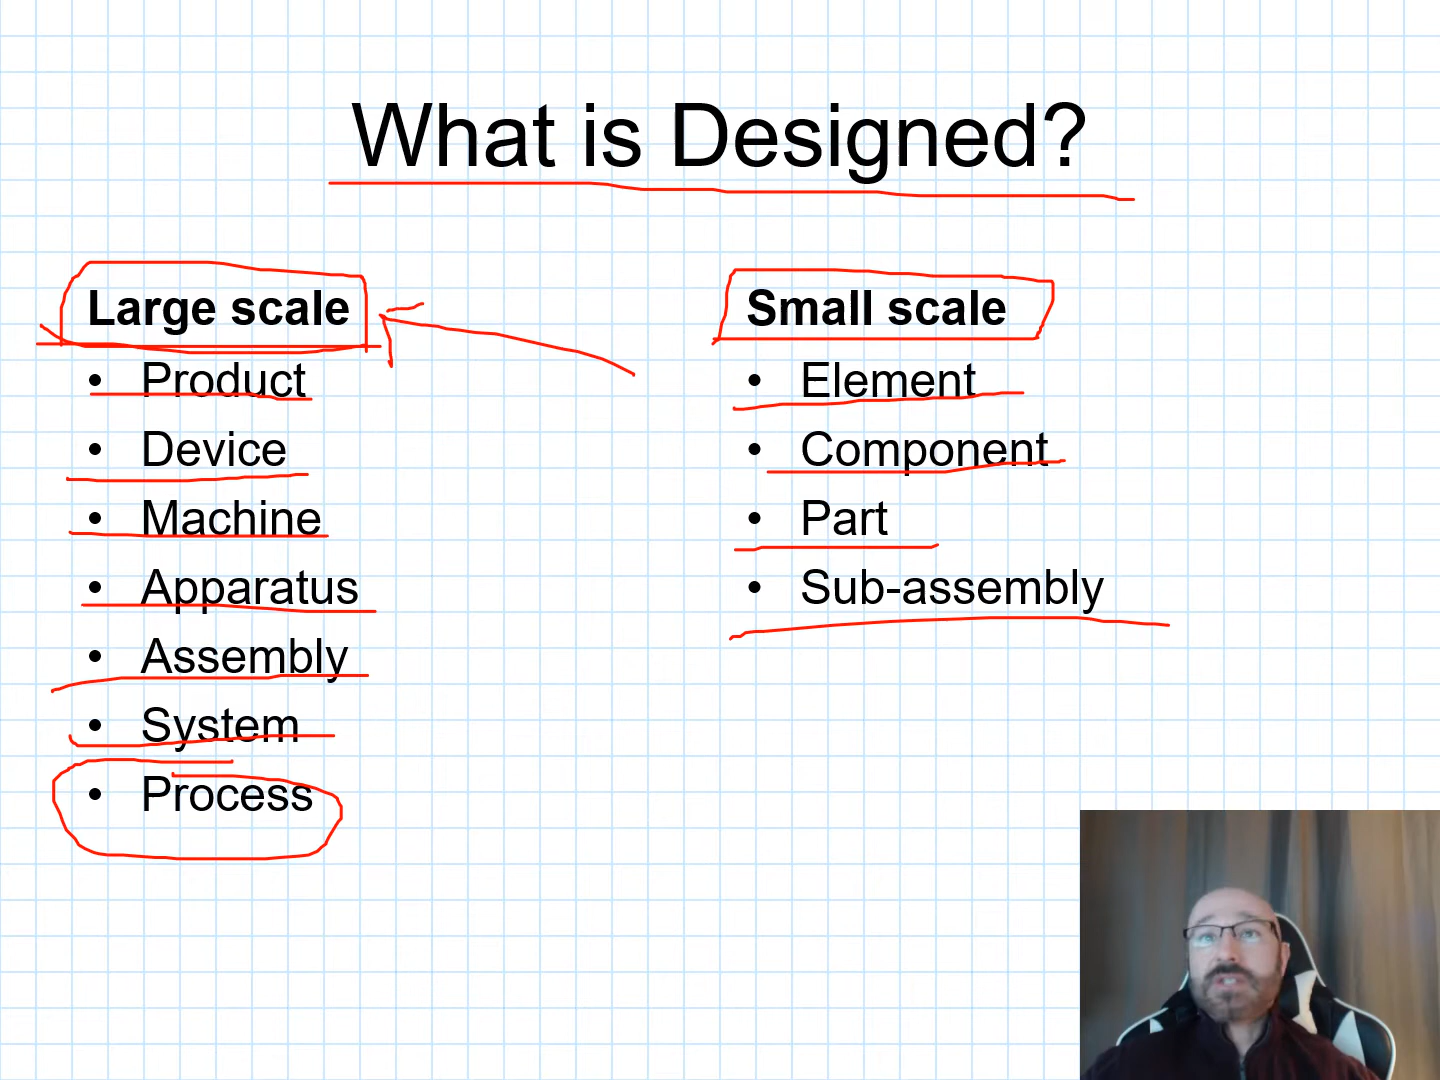 What is Designed?
Large scale
• Product
• Device
• Machine
• Apparatus
• Assembly
• System
• Process
Small scale
• Element
• Component
• Part
• Sub-assembly